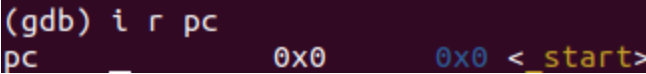 (gdb) i r pc
pc _ 0x0 0x0 <_start>